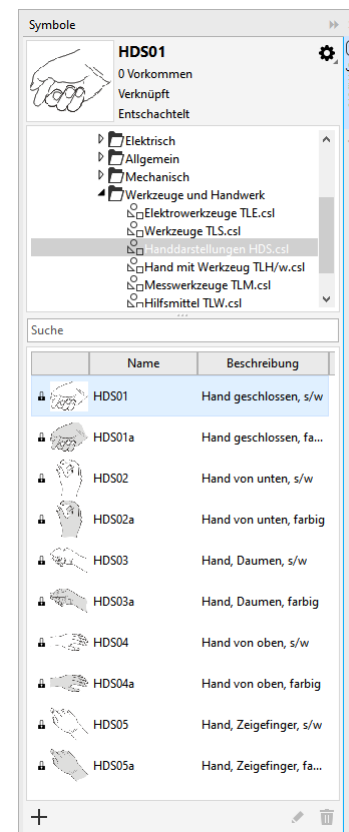 Symbole
HDS01
0 Vorkommen
Verknüpft
Entschachtelt
Elektrisch
Allgemein
Mechanisch
Werkzeuge und Handwerk
Elektrowerkzeuge TLE.csl
Werkzeuge TLS.csl
Handdarstellungen HDS.csl
Hand mit Werkzeug TLH/w.csl
Messwerkzeuge TLM.csl
Hilfsmittel TLW.csl
Suche
Name Beschreibung
HDS01 Hand geschlossen, s/w
HDS01a Hand geschlossen, fa...
HDS02 Hand von unten, s/w
HDS02a Hand von unten, farbig
HDS03 Hand, Daumen, s/w
HDS03a Hand, Daumen, farbig
HDS04 Hand von oben, s/w
HDS04a Hand von oben, farbig
HDS05 Hand, Zeigefinger, s/w
HDS05a Hand, Zeigefinger, fa...